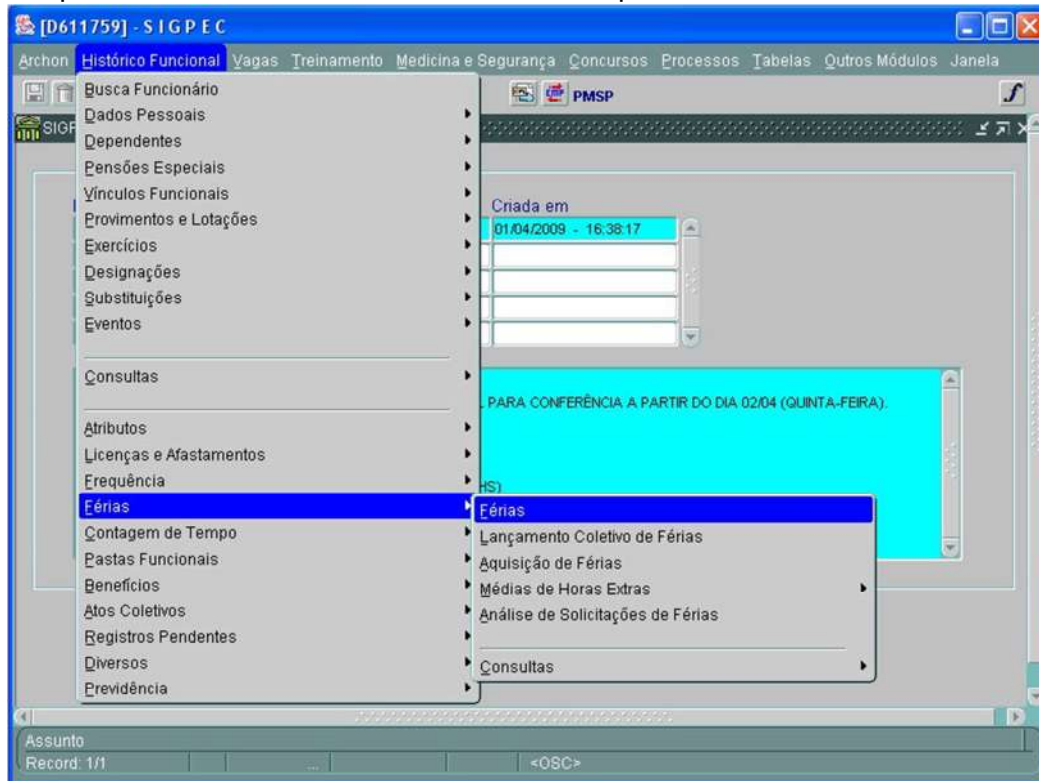 [D611759] - S I G P E C
Archon Histórico Funcional Vagas Treinamento Medicina e Segurança Concursos Processos Tabelas Outros Módulos Janela
PMSP
SIGP
Busca Funcionário
Dados Pessoais
Dependentes
Pensões Especiais
Vínculos Funcionais
Provimentos e Lotações
Exercícios
Designações
Substituições
Eventos
Consultas
Atributos
Licenças e Afastamentos
Frequência
Férias
Contagem de Tempo
Pastas Funcionais
Benefícios
Atos Coletivos
Registros Pendentes
Diversos
Previdência
Criada em
01/04/2009 - 16:38:17
PARA CONFERÊNCIA A PARTIR DO DIA 02/04 (QUINTA-FEIRA).
HS)
Férias
Lançamento Coletivo de Férias
Aquisição de Férias
Médias de Horas Extras
Análise de Solicitações de Férias
Consultas
Assunto
Record: 1/1 ... <OSC>